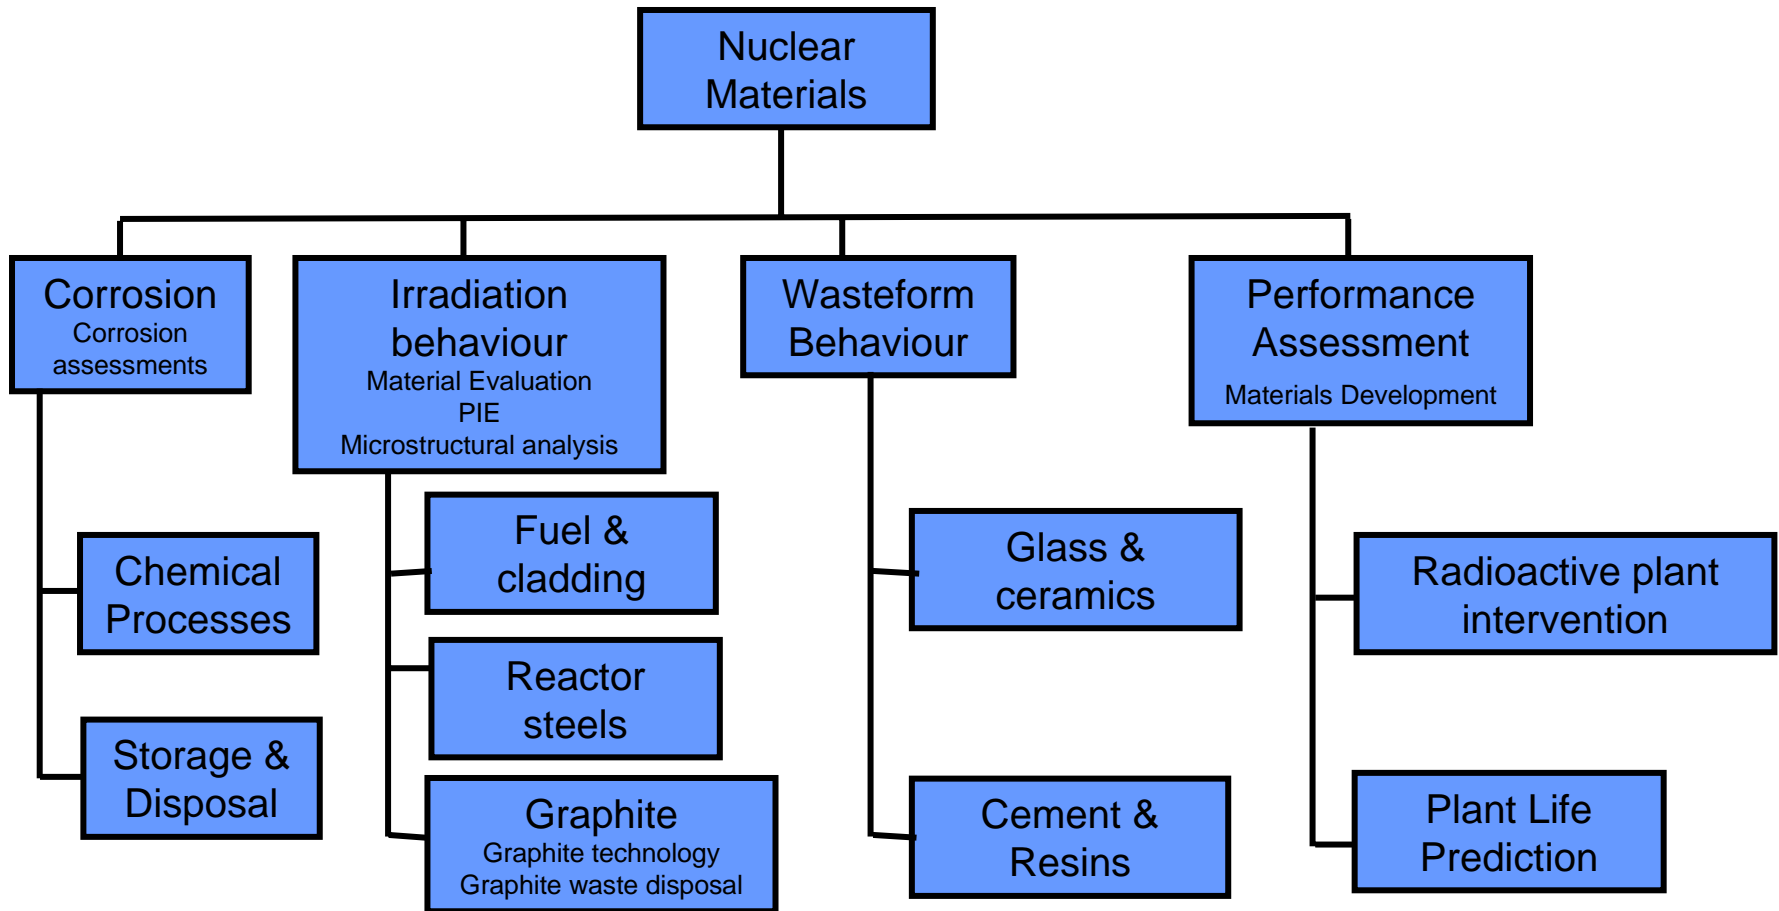 Nuclear
Materials
Corrosion
Corrosion
assessments
Irradiation
behaviour
Material Evaluation
PIE
Microstructural analysis
Wasteform
Behaviour
Performance
Assessment
Materials Development
Chemical
Processes
Storage &
Disposal
Fuel &
cladding
Reactor
steels
Graphite
Graphite technology
Graphite waste disposal
Glass &
ceramics
Cement &
Resins
Radioactive plant
intervention
Plant Life
Prediction